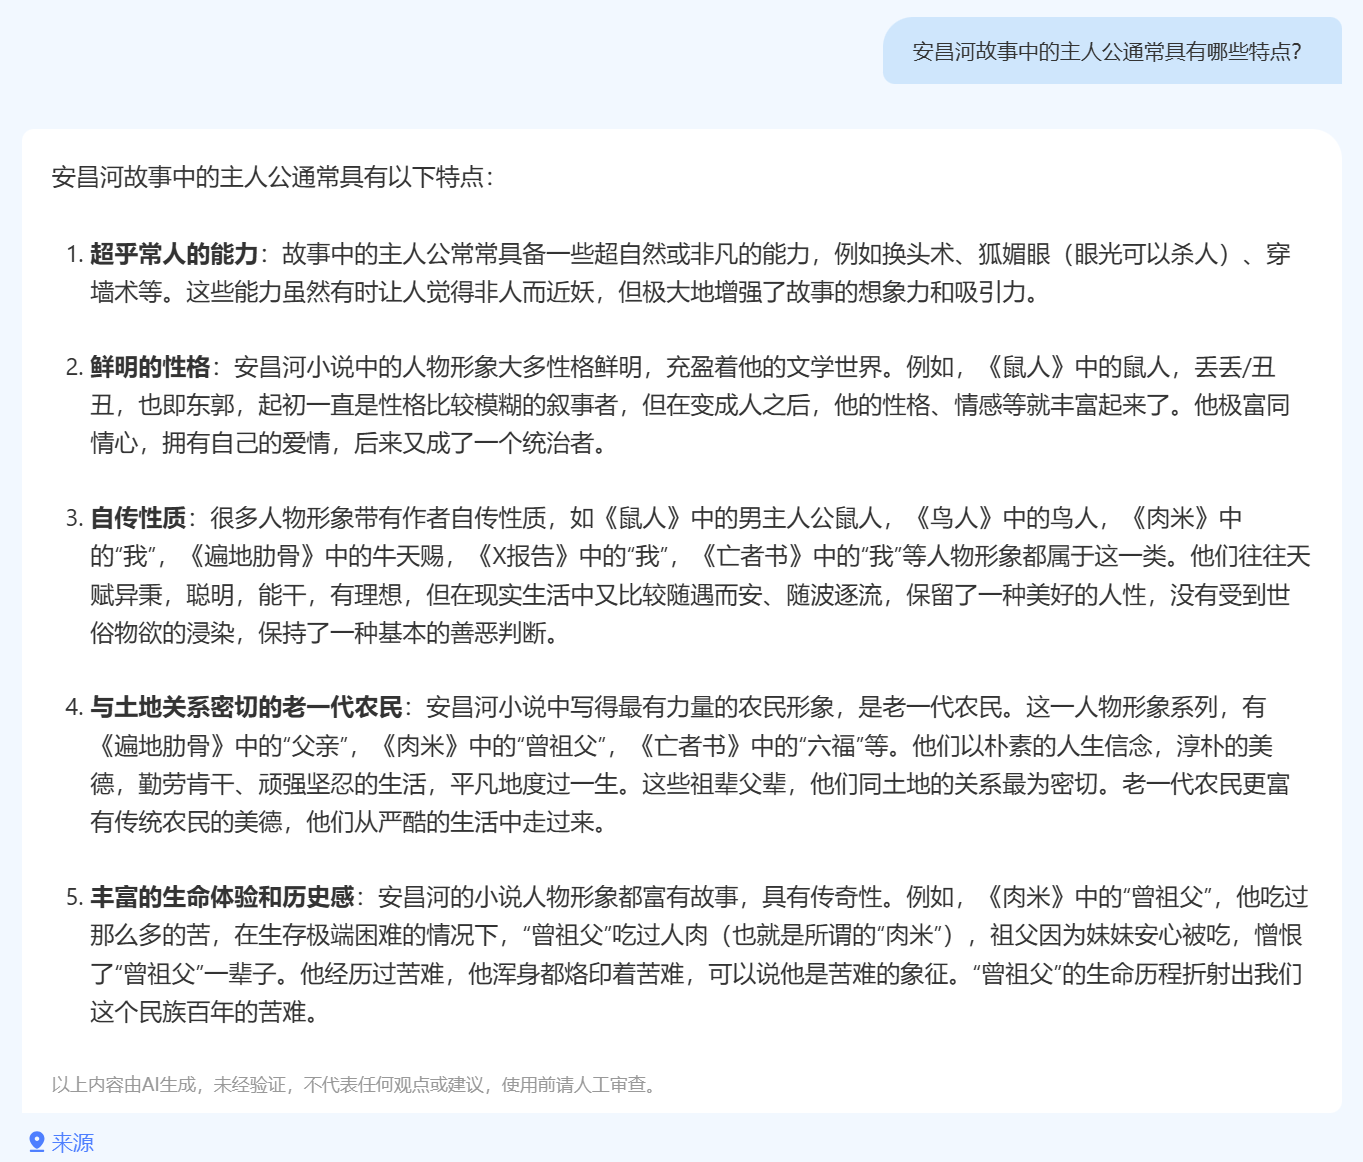 安昌河故事中的主人公通常具有哪些特点?
安昌河故事中的主人公通常具有以下特点：
1. 超乎常人的能力：故事中的主人公常常具备一些超自然或非凡的能力，例如换头术、狐媚眼（眼光可以杀人）、穿
墙术等。这些能力虽然有时让人觉得非人而近妖，但极大地增强了故事的想象力和吸引力。
2. 鲜明的性格：安昌河小说中的人物形象大多性格鲜明，充盈着他的文学世界。例如，《鼠人》中的鼠人，丢丢/丑
丑，也即东郭，起初一直是性格比较模糊的叙事者，但在变成人之后，他的性格、情感等就丰富起来了。他极富同
情心，拥有自己的爱情，后来又成了一个统治者。
3. 自传性质：很多人物形象带有作者自传性质，如《鼠人》中的男主人公鼠人，《鸟人》中的鸟人，《肉米》中
的“我”，《遍地肋骨》中的牛天赐，《X报告》中的“我”，《亡者书》中的“我”等人物形象都属于这一类。他们往往天
赋异秉，聪明，能干，有理想，但在现实生活中又比较随遇而安、随波逐流，保留了一种美好的人性，没有受到世
俗物欲的浸染，保持了一种基本的善恶判断。
4. 与土地关系密切的老一代农民：安昌河小说中写得最有力量的农民形象，是老一代农民。这一人物形象系列，有
《遍地肋骨》中的“父亲”，《肉米》中的“曾祖父”，《亡者书》中的“六福”等。他们以朴素的人生信念，淳朴的美
德，勤劳肯干、顽强坚忍的生活，平凡地度过一生。这些祖辈父辈，他们同土地的关系最为密切。老一代农民更富
有传统农民的美德，他们从严酷的生活中走过来。
5. 丰富的生命体验和历史感：安昌河的小说人物形象都富有故事，具有传奇性。例如，《肉米》中的“曾祖父”，他吃过
那么多的苦，在生存极端困难的情况下，“曾祖父”吃过人肉（也就是所谓的“肉米”），祖父因为妹妹安心被吃，憎恨
了“曾祖父”一辈子。他经历过苦难，他浑身都烙印着苦难，可以说他是苦难的象征。“曾祖父”的生命历程折射出我们
这个民族百年的苦难。
以上内容由AI生成，未经验证，不代表任何观点或建议，使用前请人工审查。
来源